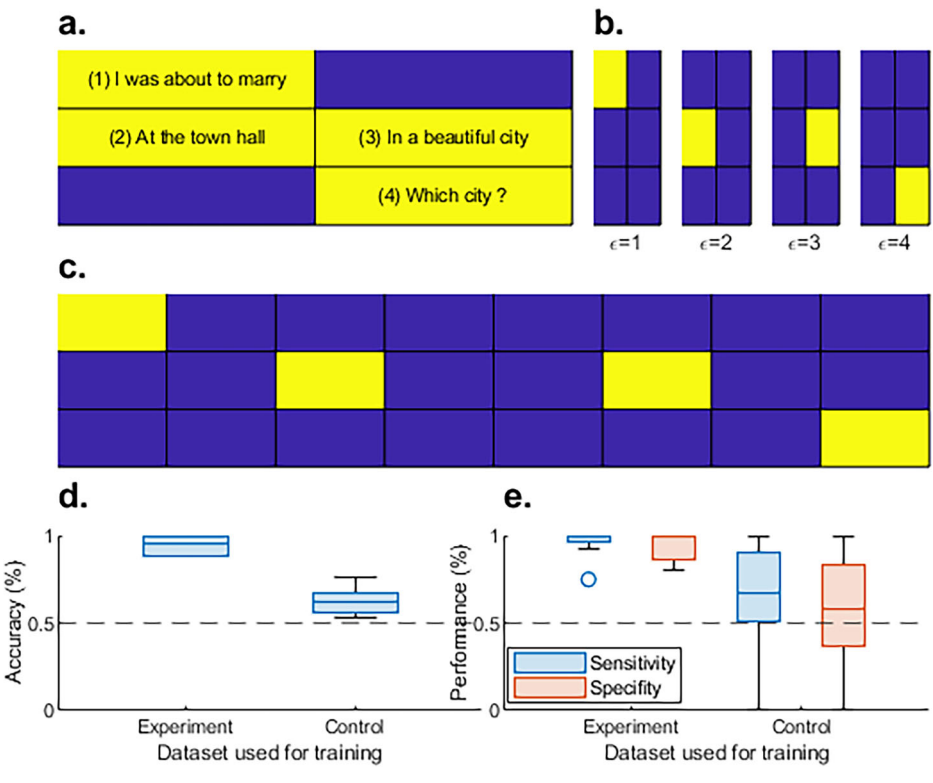 a.
(1) I was about to marry
(2) At the town hall
(3) In a beautiful city
(4) Which city ?
b.
ϵ=1
ϵ=2
ϵ=3
ϵ=4
c.
d.
1
0.5
0
Accuracy (%)
Experiment
Control
Dataset used for training
e.
1
0.5
0
Performance (%)
Sensitivity
Specifity
Experiment
Control
Dataset used for training